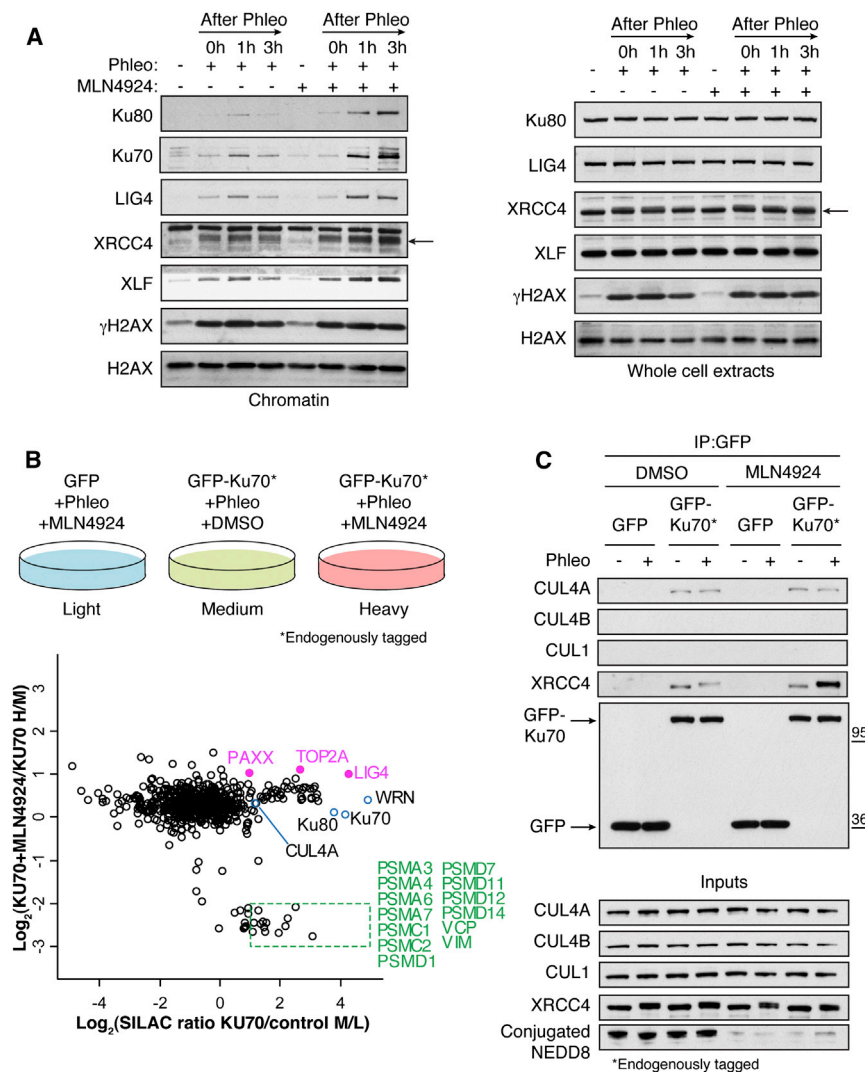 A
After Phleo
After Phleo
0h 1h 3h
0h 1h 3h
Phleo: - + + + - + + +
MLN4924: - - - - + + + +
Ku80
Ku70
LIG4
XRCC4
XLF
γH2AX
H2AX
Chromatin
After Phleo
After Phleo
0h 1h 3h
0h 1h 3h
- + + + - + + +
- - - - + + + +
Ku80
LIG4
XRCC4
XLF
γH2AX
H2AX
Whole cell extracts
B
GFP
+Phleo
+MLN4924
GFP-Ku70*
+Phleo
+DMSO
GFP-Ku70*
+Phleo
+MLN4924
Light
Medium
Heavy
*Endogenously tagged
Log2(KU70+MLN4924/KU70 H/M)
3
2
1
0
-1
-2
-3
PAXX
TOP2A
LIG4
WRN
Ku80
Ku70
CUL4A
PSMA3 PSMD7
PSMA4 PSMD11
PSMA6 PSMD12
PSMA7 PSMD14
PSMC1 VCP
PSMC2 VIM
PSMD1
-4 -2 0 2 4
Log2(SILAC ratio KU70/control M/L)
C
IP:GFP
DMSO MLN4924
GFP GFP-Ku70* GFP GFP-Ku70*
Phleo - + - + - + - +
CUL4A
CUL4B
CUL1
XRCC4
GFP-
Ku70
95
GFP
36
Inputs
CUL4A
CUL4B
CUL1
XRCC4
Conjugated
NEDD8
*Endogenously tagged